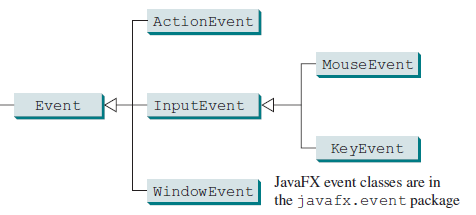 ActionEvent
MouseEvent
Event
InputEvent
KeyEvent
WindowEvent
JavaFX event classes are in
the javafx.event package